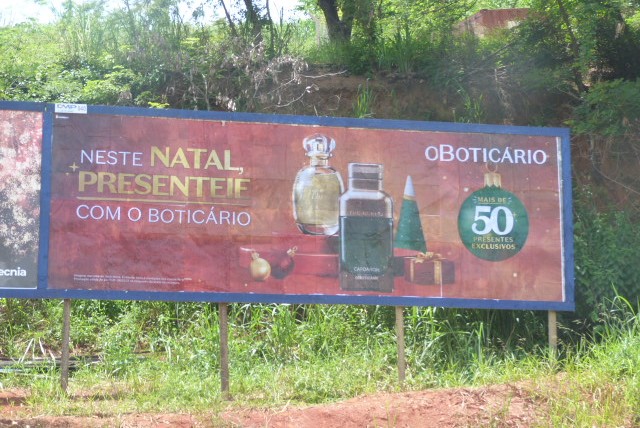 NESTE NATAL,
PRESENTEIE
COM O BOTICÁRIO
oBOTICÁRIO
MAIS DE
50
PRESENTES
EXCLUSIVOS
ecnia